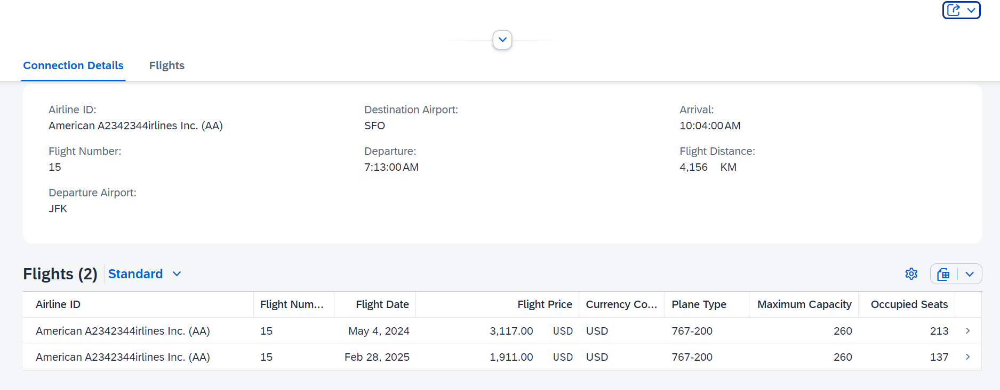 Connection Details Flights
Airline ID:
American A2342344irlines Inc. (AA)
Flight Number:
15
Departure Airport:
JFK
Destination Airport:
SFO
Departure:
7:13:00 AM
Arrival:
10:04:00 AM
Flight Distance:
4,156 KM
Flights (2) Standard
Airline ID Flight Num... Flight Date Flight Price Currency Co... Plane Type Maximum Capacity Occupied Seats
American A2342344irlines Inc. (AA) 15 May 4, 2024 3,117.00 USD USD 767-200 260 213
American A2342344irlines Inc. (AA) 15 Feb 28, 2025 1,911.00 USD USD 767-200 260 137